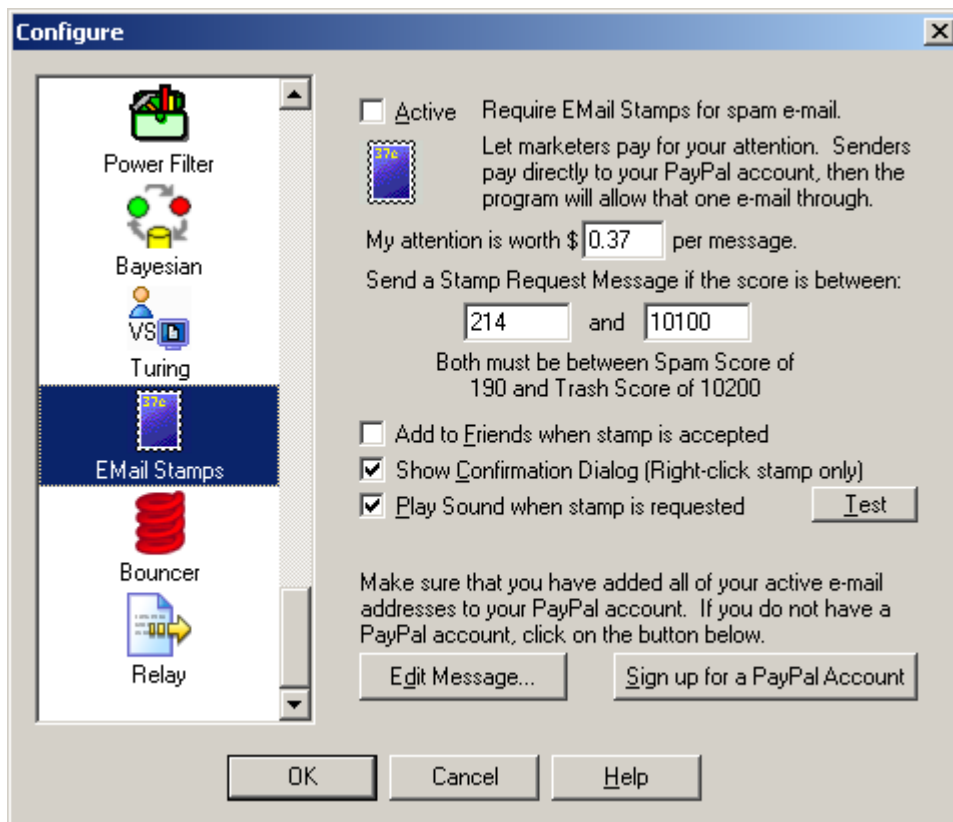 Configure
Power Filter
Bayesian
VS
Turing
37¢
EMail Stamps
Bouncer
Relay
Active Require EMail Stamps for spam e-mail.
37¢
Let marketers pay for your attention. Senders
pay directly to your PayPal account, then the
program will allow that one e-mail through.
My attention is worth $ 0.37 per message.
Send a Stamp Request Message if the score is between:
214 and 10100
Both must be between Spam Score of
190 and Trash Score of 10200
Add to Friends when stamp is accepted
Show Confirmation Dialog (Right-click stamp only)
Play Sound when stamp is requested Test
Make sure that you have added all of your active e-mail
addresses to your PayPal account. If you do not have a
PayPal account, click on the button below.
Edit Message... Sign up for a PayPal Account
OK Cancel Help